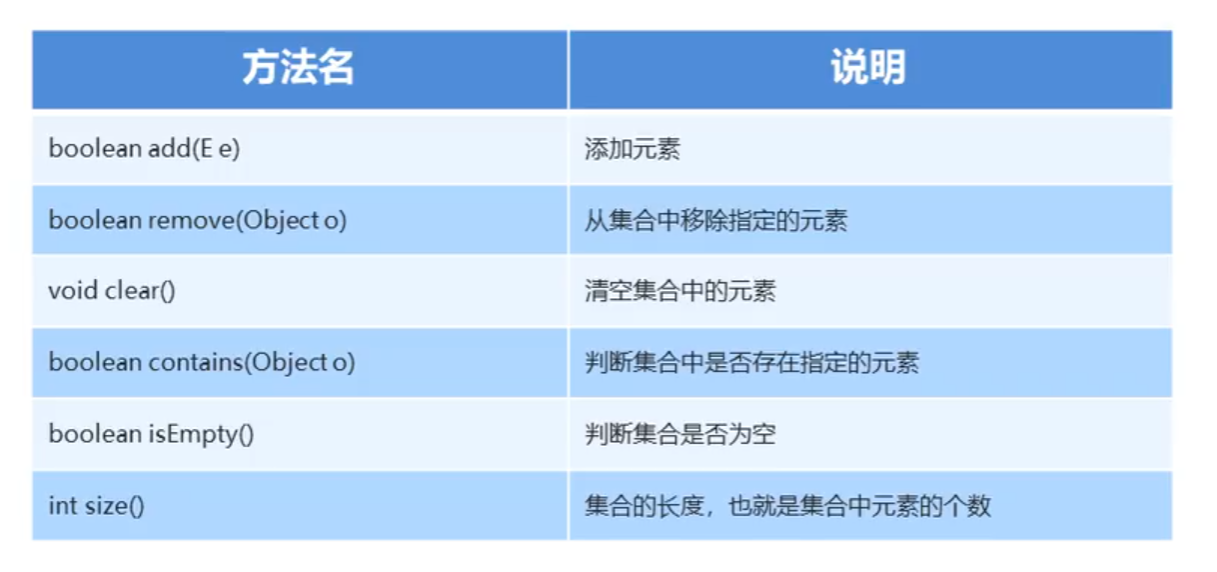 方法名 说明
boolean add(E e) 添加元素
boolean remove(Object o) 从集合中移除指定的元素
void clear() 清空集合中的元素
boolean contains(Object o) 判断集合中是否存在指定的元素
boolean isEmpty() 判断集合是否为空
int size() 集合的长度，也就是集合中元素的个数